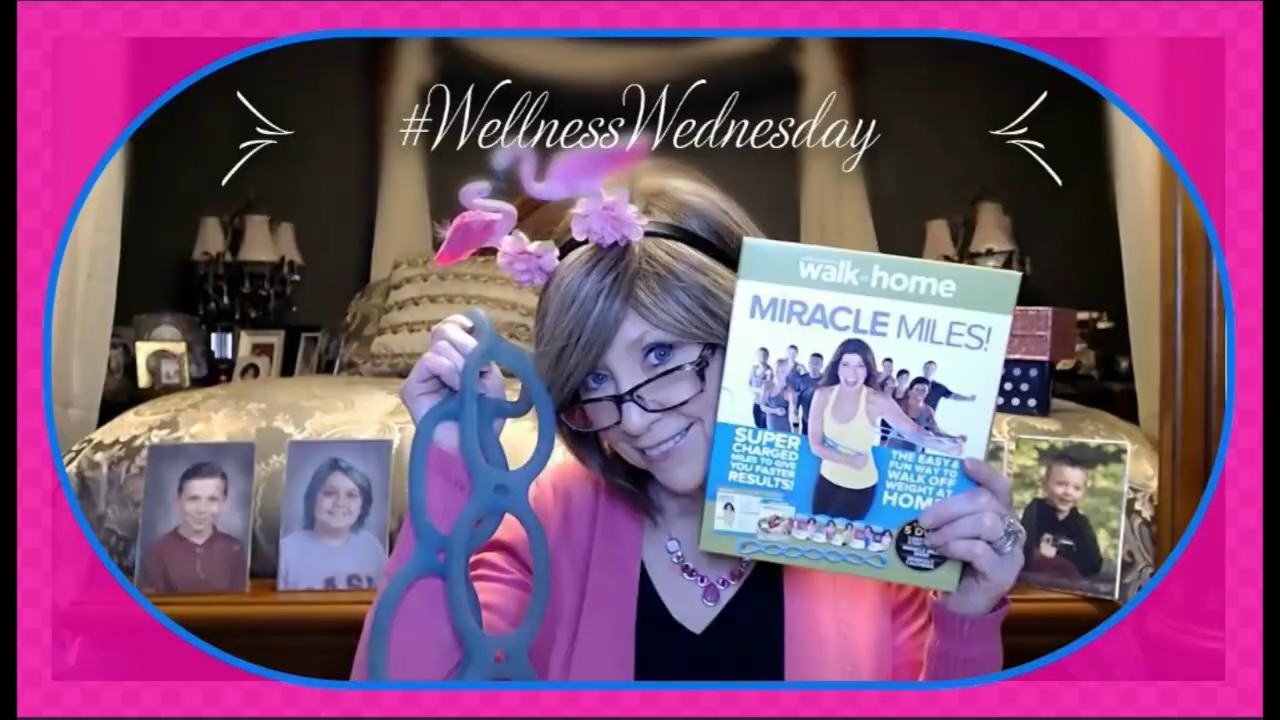 #WellnessWednesday
walk at home
MIRACLE MILES!
SUPER
CHARGED
MILES TO GIVE
YOU FASTER
RESULTS!
THE EASY &
FUN WAY TO
WALK OFF
WEIGHT AT
HOM